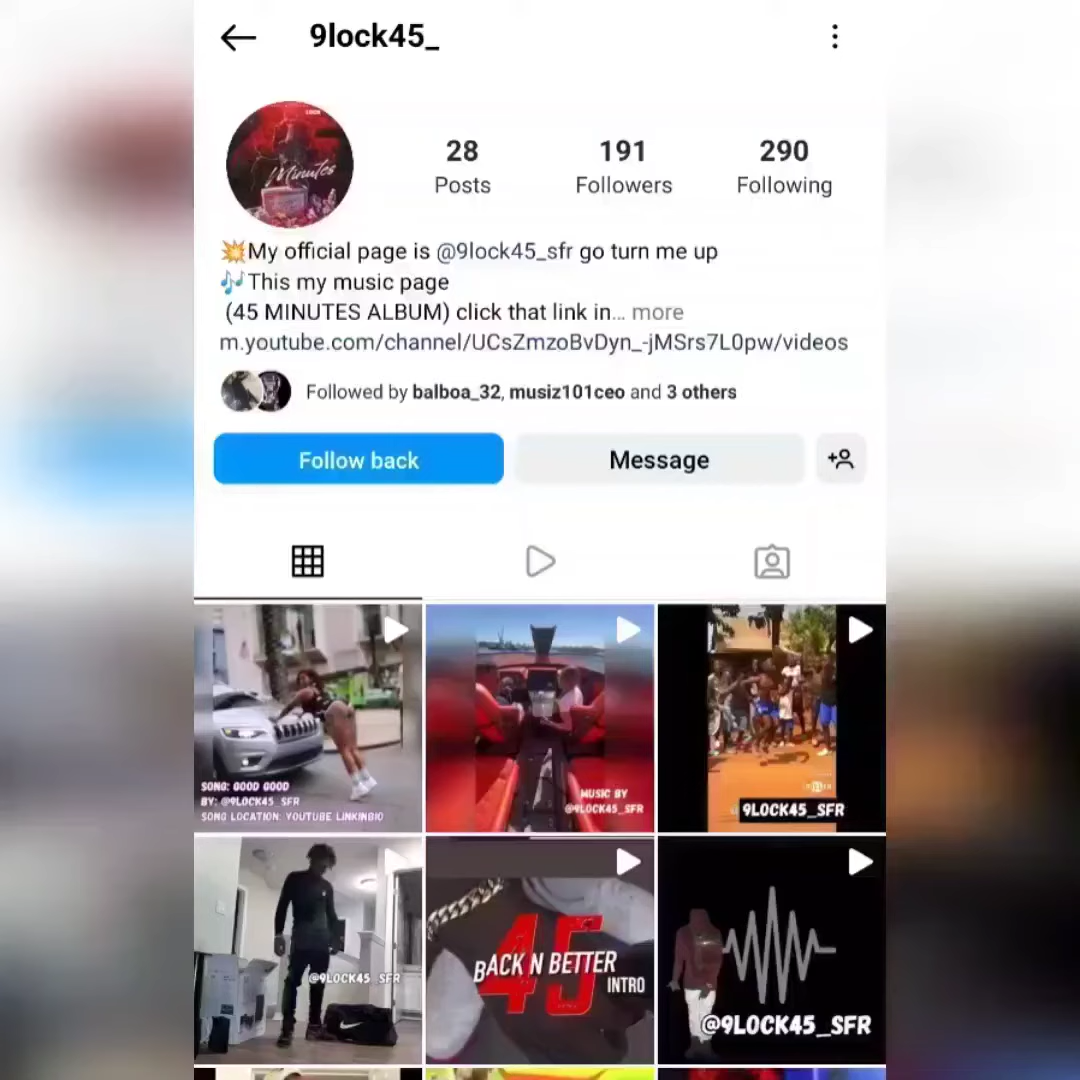 9lock45_
Minutes
28
191
290
Posts
Followers
Following
💥My official page is @9lock45_sfr go turn me up
🎶This my music page
(45 MINUTES ALBUM) click that link in... more
m.youtube.com/channel/UCsZmzoBvDyn_-jMSrs7L0pw/videos
Followed by balboa_32, musiz101ceo and 3 others
Follow back
Message
SONG: GOOD GOOD
BY: @9LOCK45_SFR
SONG LOCATION: YOUTUBE LINKINBIO
MUSIC BY
@9LOCK45_SFR
9LOCK45_SFR
@9LOCK45_SFR
45
BACK N BETTER
INTRO
@9LOCK45_SFR